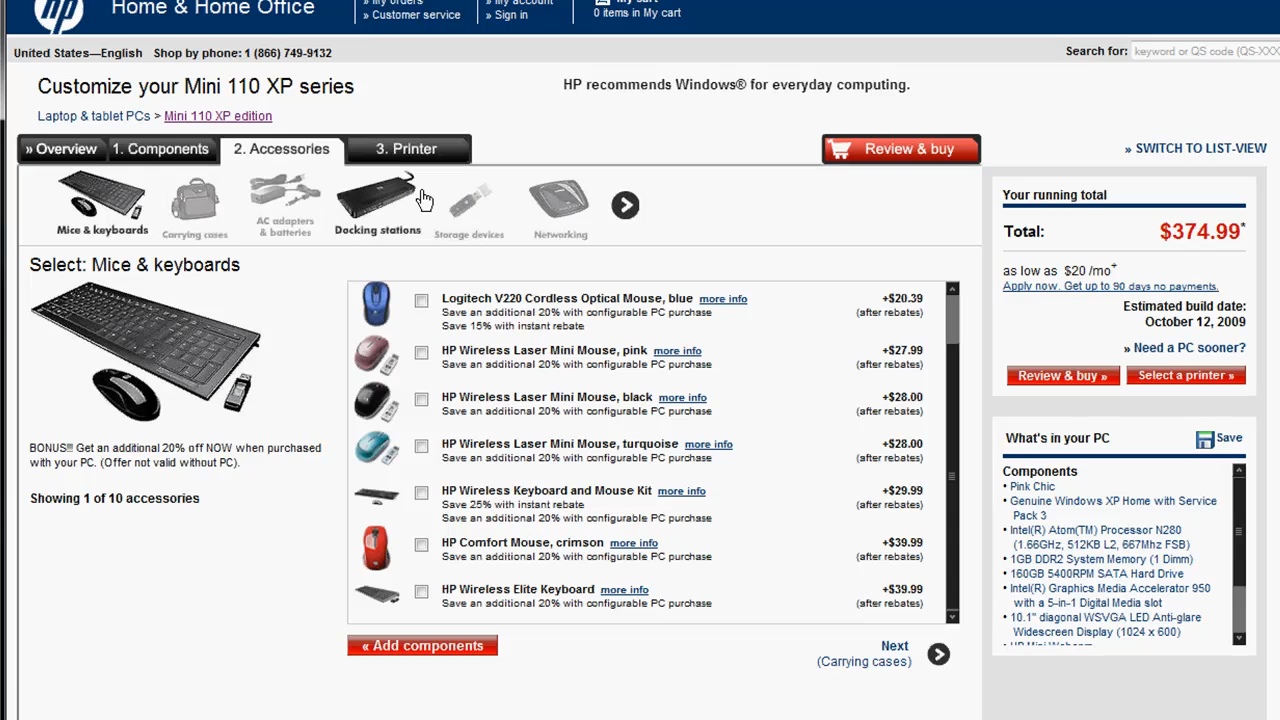 hp
Home & Home Office
» My orders
» Customer service
» My account
» Sign in
My cart
0 items in My cart
United States—English Shop by phone: 1 (866) 749-9132
Search for: keyword or QS code (QS-XXX
Customize your Mini 110 XP series
HP recommends Windows® for everyday computing.
Laptop & tablet PCs > Mini 110 XP edition
» Overview
1. Components
2. Accessories
3. Printer
Review & buy
» SWITCH TO LIST-VIEW
Mice & keyboards
Carrying cases
AC adapters
& batteries
Docking stations
Storage devices
Networking
Select: Mice & keyboards
BONUS!!! Get an additional 20% off NOW when purchased
with your PC. (Offer not valid without PC).
Showing 1 of 10 accessories
Logitech V220 Cordless Optical Mouse, blue more info +$20.39
Save an additional 20% with configurable PC purchase (after rebates)
Save 15% with instant rebate
HP Wireless Laser Mini Mouse, pink more info +$27.99
Save an additional 20% with configurable PC purchase (after rebates)
HP Wireless Laser Mini Mouse, black more info +$28.00
Save an additional 20% with configurable PC purchase (after rebates)
HP Wireless Laser Mini Mouse, turquoise more info +$28.00
Save an additional 20% with configurable PC purchase (after rebates)
HP Wireless Keyboard and Mouse Kit more info +$29.99
Save 25% with instant rebate (after rebates)
Save an additional 20% with configurable PC purchase
HP Comfort Mouse, crimson more info +$39.99
Save an additional 20% with configurable PC purchase (after rebates)
HP Wireless Elite Keyboard more info +$39.99
Save an additional 20% with configurable PC purchase (after rebates)
« Add components
Next
(Carrying cases)
Your running total
Total: $374.99*
as low as $20 /mo+
Apply now. Get up to 90 days no payments.
Estimated build date:
October 12, 2009
» Need a PC sooner?
Review & buy »
Select a printer »
What's in your PC
Save
Components
• Pink Chic
• Genuine Windows XP Home with Service
Pack 3
• Intel(R) Atom(TM) Processor N280
(1.66GHz, 512KB L2, 667Mhz FSB)
• 1GB DDR2 System Memory (1 Dimm)
• 160GB 5400RPM SATA Hard Drive
• Intel(R) Graphics Media Accelerator 950
with a 5-in-1 Digital Media slot
• 10.1" diagonal WSVGA LED Anti-glare
Widescreen Display (1024 x 600)
• HP Mini Webcam